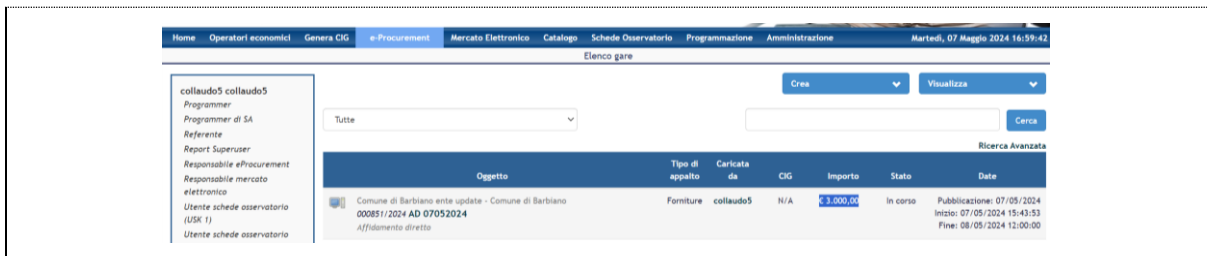 Home Operatori economici Genera CIG e-Procurement Mercato Elettronico Catalogo Schede Osservatorio Programmazione Amministrazione Martedì, 07 Maggio 2024 16:59:42
Elenco gare
collaudo5 collaudo5
Programmer
Programmer di SA
Referente
Report Superuser
Responsabile eProcurement
Responsabile mercato
elettronico
Utente schede osservatorio
(USK 1)
Utente schede osservatorio
Crea Visualizza
Tutte Cerca
Ricerca Avanzata
Oggetto Tipo di appalto Caricata da CIG Importo Stato Date
Comune di Barbiano ente update - Comune di Barbiano Forniture collaudo5 N/A € 3.000,00 In corso Pubblicazione: 07/05/2024
000851/2024 AD 07052024 Inizio: 07/05/2024 15:43:53
Affidamento diretto Fine: 08/05/2024 12:00:00